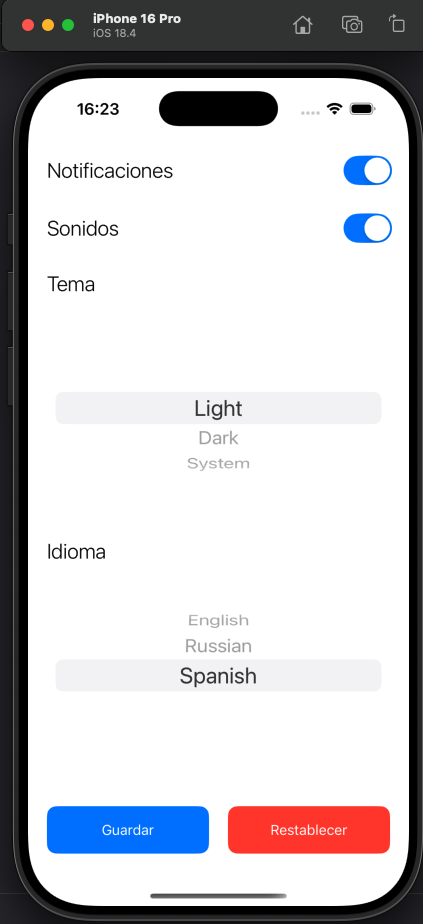 iPhone 16 Pro
iOS 18.4
16:23
Notificaciones
Sonidos
Tema
Light
Dark
System
Idioma
English
Russian
Spanish
Guardar Restablecer